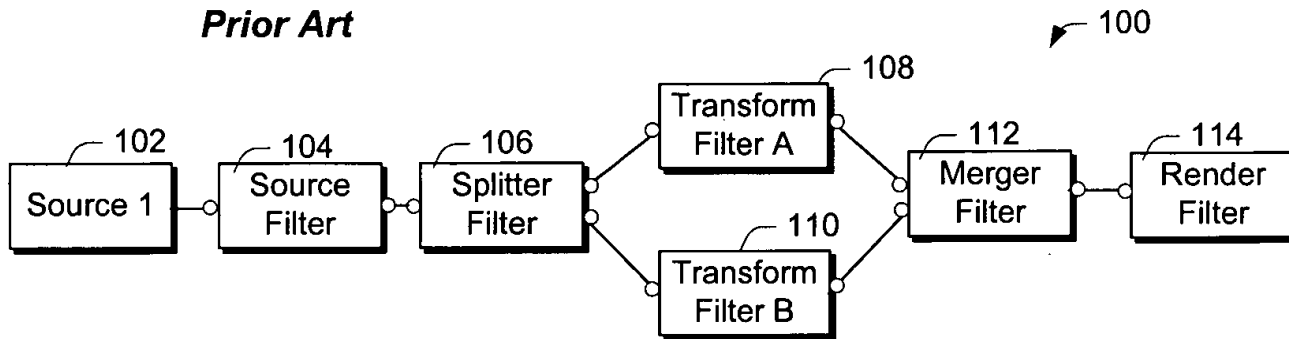 Prior Art
100
108
Transform
Filter A
102
Source 1
104
Source
Filter
106
Splitter
Filter
112
Merger
Filter
114
Render
Filter
110
Transform
Filter B